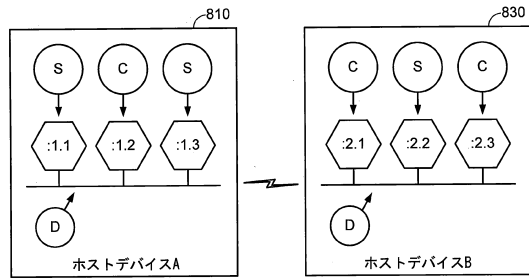 810
830
S C S
C S C
:1.1 :1.2 :1.3
:2.1 :2.2 :2.3
D
D
ホストデバイスA
ホストデバイスB